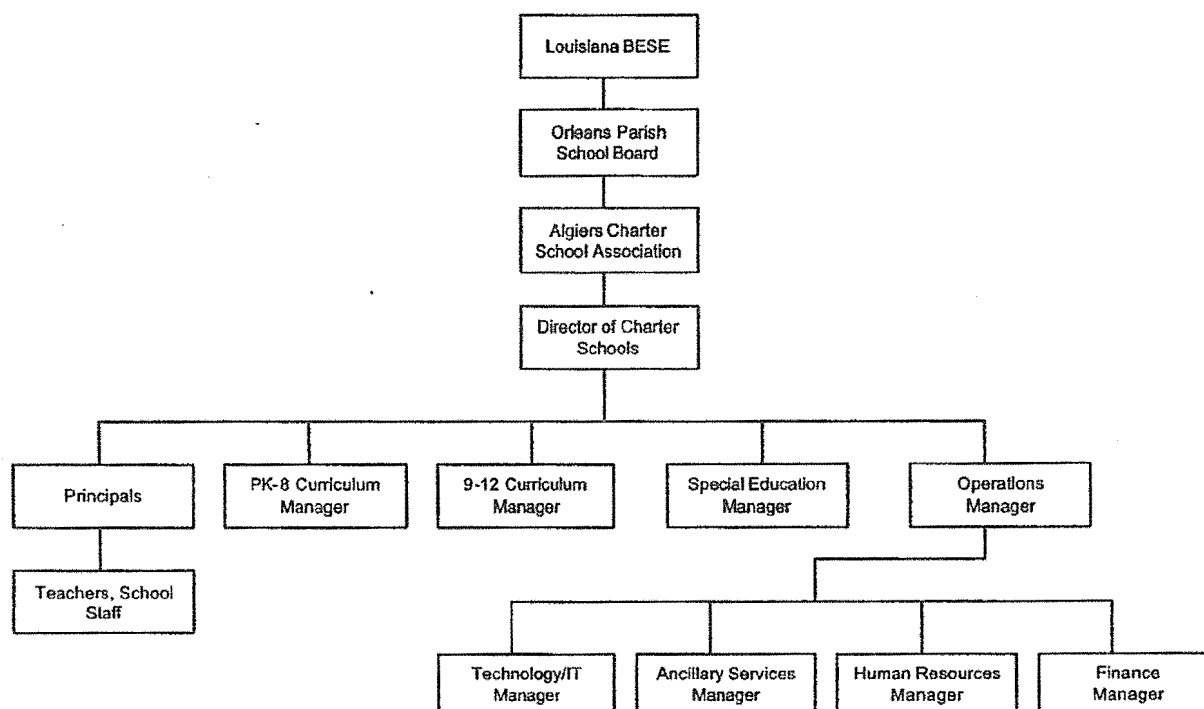 Louisiana BESE
Orleans Parish
School Board
Algiers Charter
School Association
Director of Charter
Schools
Principals
PK-8 Curriculum
Manager
9-12 Curriculum
Manager
Special Education
Manager
Operations
Manager
Teachers, School
Staff
Technology/IT
Manager
Ancillary Services
Manager
Human Resources
Manager
Finance
Manager